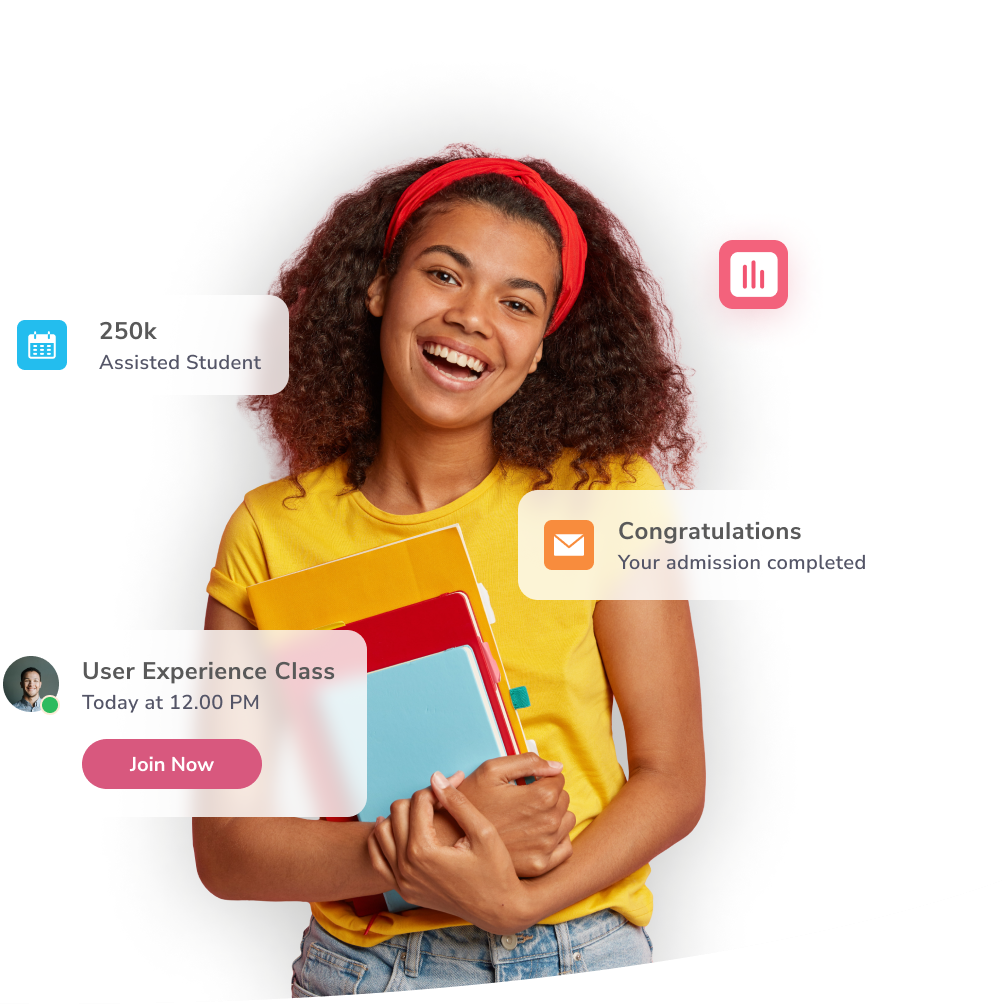 250k
Assisted Student
Congratulations
Your admission completed
User Experience Class
Today at 12.00 PM
Join Now